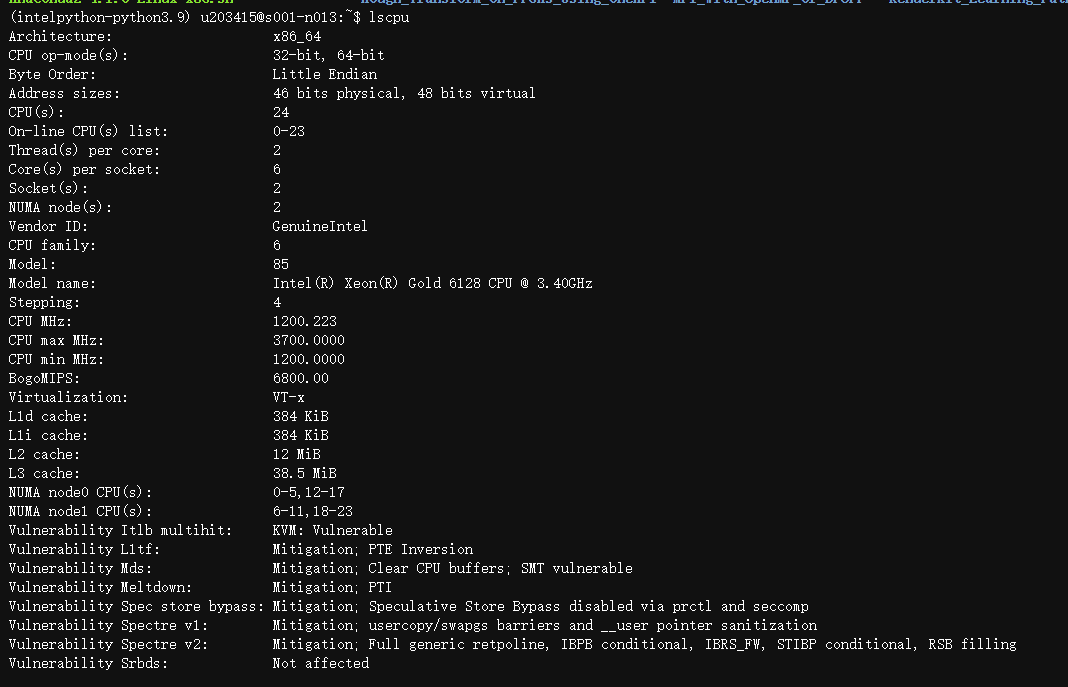 (intelpython-python3.9) u203415@s001-n013:~$ lscpu
Architecture: x86_64
CPU op-mode(s): 32-bit, 64-bit
Byte Order: Little Endian
Address sizes: 46 bits physical, 48 bits virtual
CPU(s): 24
On-line CPU(s) list: 0-23
Thread(s) per core: 2
Core(s) per socket: 6
Socket(s): 2
NUMA node(s): 2
Vendor ID: GenuineIntel
CPU family: 6
Model: 85
Model name: Intel(R) Xeon(R) Gold 6128 CPU @ 3.40GHz
Stepping: 4
CPU MHz: 1200.223
CPU max MHz: 3700.0000
CPU min MHz: 1200.0000
BogoMIPS: 6800.00
Virtualization: VT-x
L1d cache: 384 KiB
L1i cache: 384 KiB
L2 cache: 12 MiB
L3 cache: 38.5 MiB
NUMA node0 CPU(s): 0-5,12-17
NUMA node1 CPU(s): 6-11,18-23
Vulnerability Itlb multihit: KVM: Vulnerable
Vulnerability L1tf: Mitigation; PTE Inversion
Vulnerability Mds: Mitigation; Clear CPU buffers; SMT vulnerable
Vulnerability Meltdown: Mitigation; PTI
Vulnerability Spec store bypass: Mitigation; Speculative Store Bypass disabled via prctl and seccomp
Vulnerability Spectre v1: Mitigation; usercopy/swapgs barriers and __user pointer sanitization
Vulnerability Spectre v2: Mitigation; Full generic retpoline, IBPB conditional, IBRS_FW, STIBP conditional, RSB filling
Vulnerability Srbds: Not affected